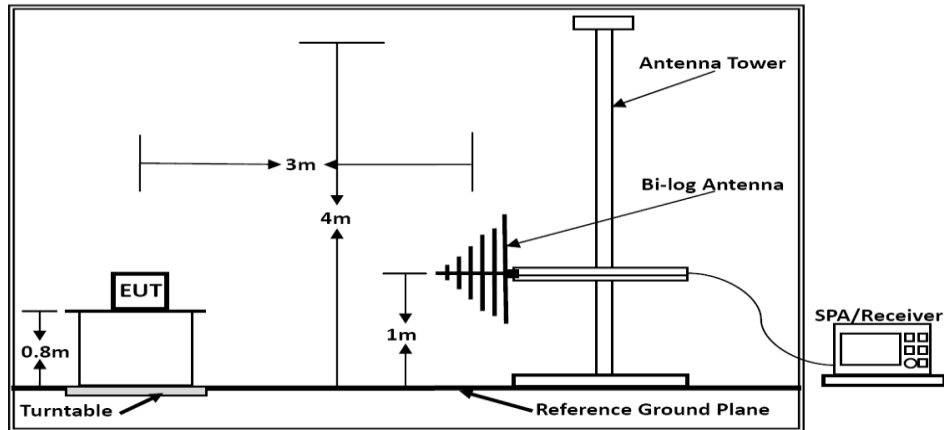 Antenna Tower
3m
Bi-log Antenna
4m
EUT
SPA/Receiver
0.8m
1m
Turntable
Reference Ground Plane